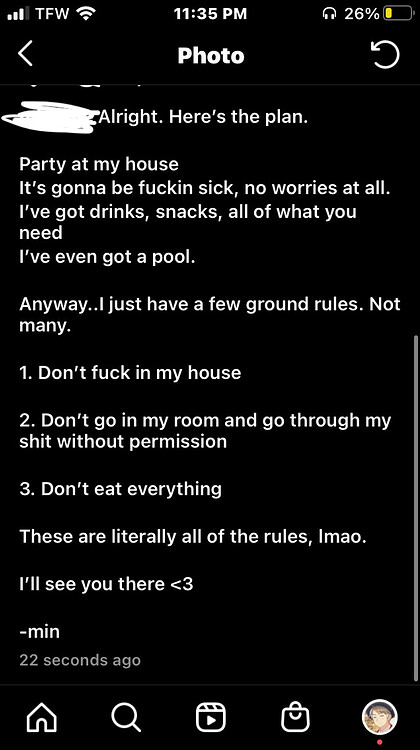 TFW 11:35 PM 26%
Photo
Alright. Here's the plan.
Party at my house
It's gonna be fuckin sick, no worries at all.
I've got drinks, snacks, all of what you
need
I've even got a pool.
Anyway..I just have a few ground rules. Not
many.
1. Don't fuck in my house
2. Don't go in my room and go through my
shit without permission
3. Don't eat everything
These are literally all of the rules, lmao.
I'll see you there <3
-min
22 seconds ago